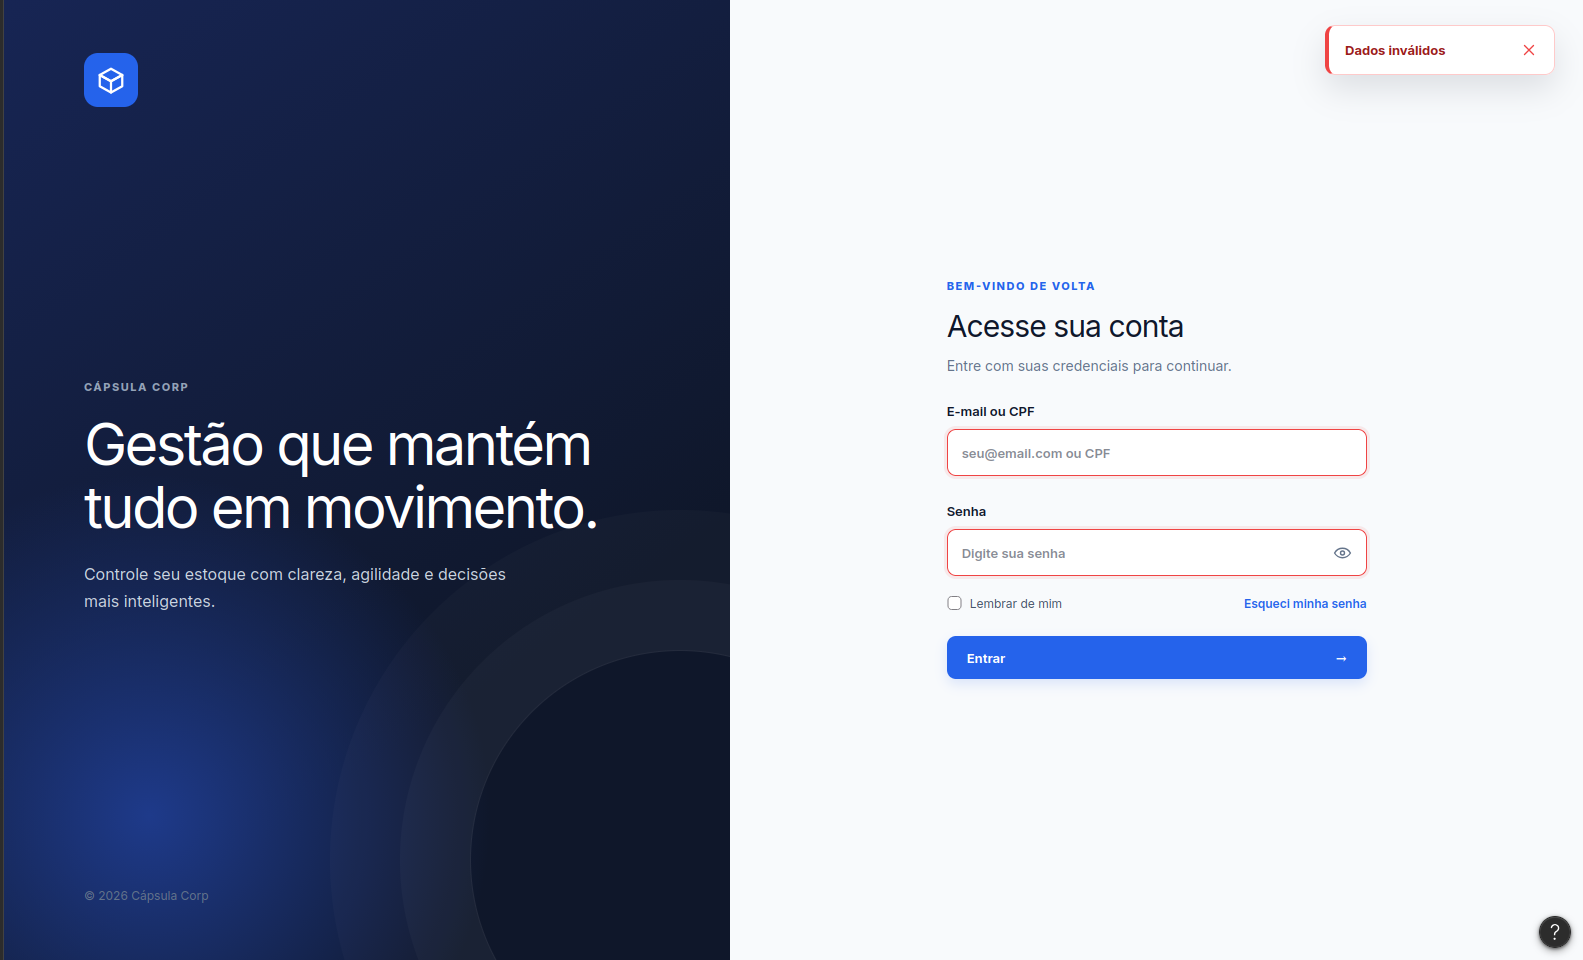 CÁPSULA CORP
Gestão que mantém
tudo em movimento.
Controle seu estoque com clareza, agilidade e decisões
mais inteligentes.
© 2026 Cápsula Corp
Dados inválidos
BEM-VINDO DE VOLTA
Acesse sua conta
Entre com suas credenciais para continuar.
E-mail ou CPF
seu@email.com ou CPF
Senha
Digite sua senha
Lembrar de mim
Esqueci minha senha
Entrar →
?